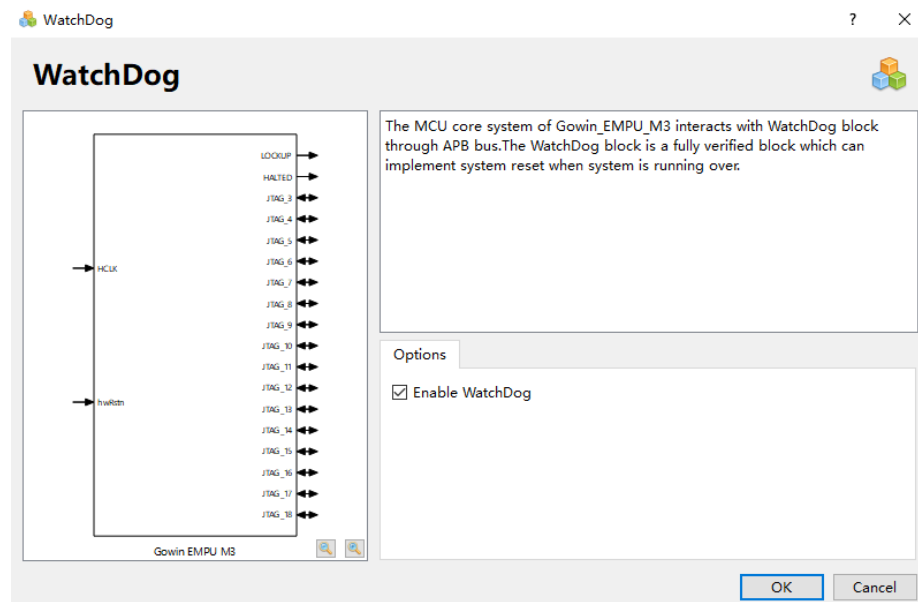 WatchDog
?
WatchDog
LOCKUP
HALTED
JTAG_3
JTAG_4
JTAG_5
JTAG_6
HCLK
JTAG_7
JTAG_8
JTAG_9
JTAG_10
JTAG_11
JTAG_12
hwRstn
JTAG_13
JTAG_14
JTAG_15
JTAG_16
JTAG_17
JTAG_18
Gowin EMPU M3
The MCU core system of Gowin_EMPU_M3 interacts with WatchDog block
through APB bus.The WatchDog block is a fully verified block which can
implement system reset when system is running over.
Options
Enable WatchDog
OK
Cancel